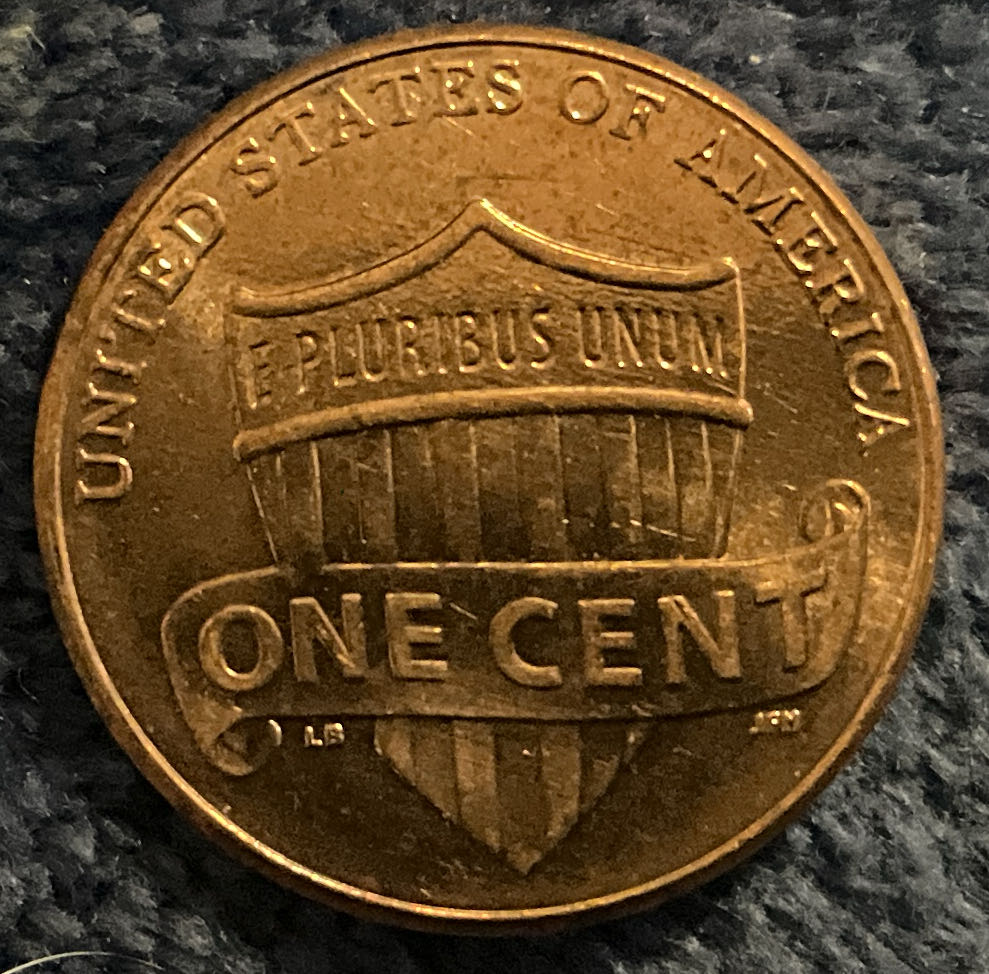 UNITED STATES OF AMERICA
E PLURIBUS UNUM
ONE CENT
LB JFM